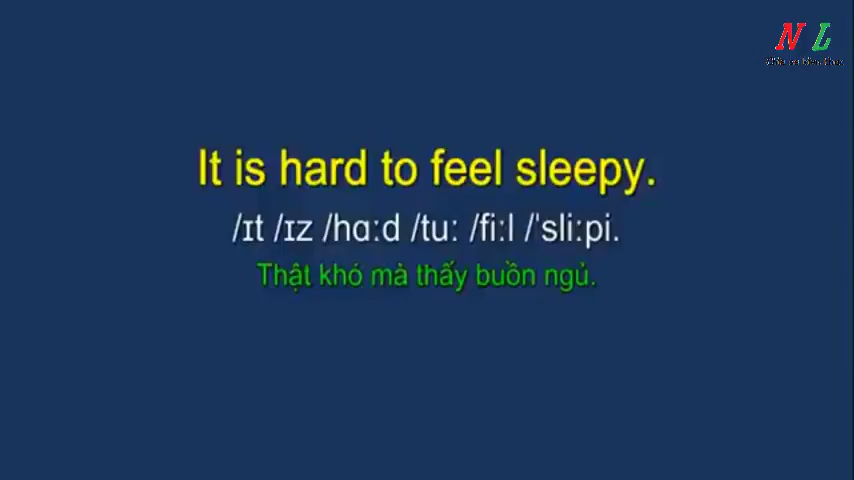 N L
It is hard to feel sleepy.
/ɪt /ɪz /hɑːd /tuː /fiːl /ˈsliːpi.
Thật khó mà thấy buồn ngủ.